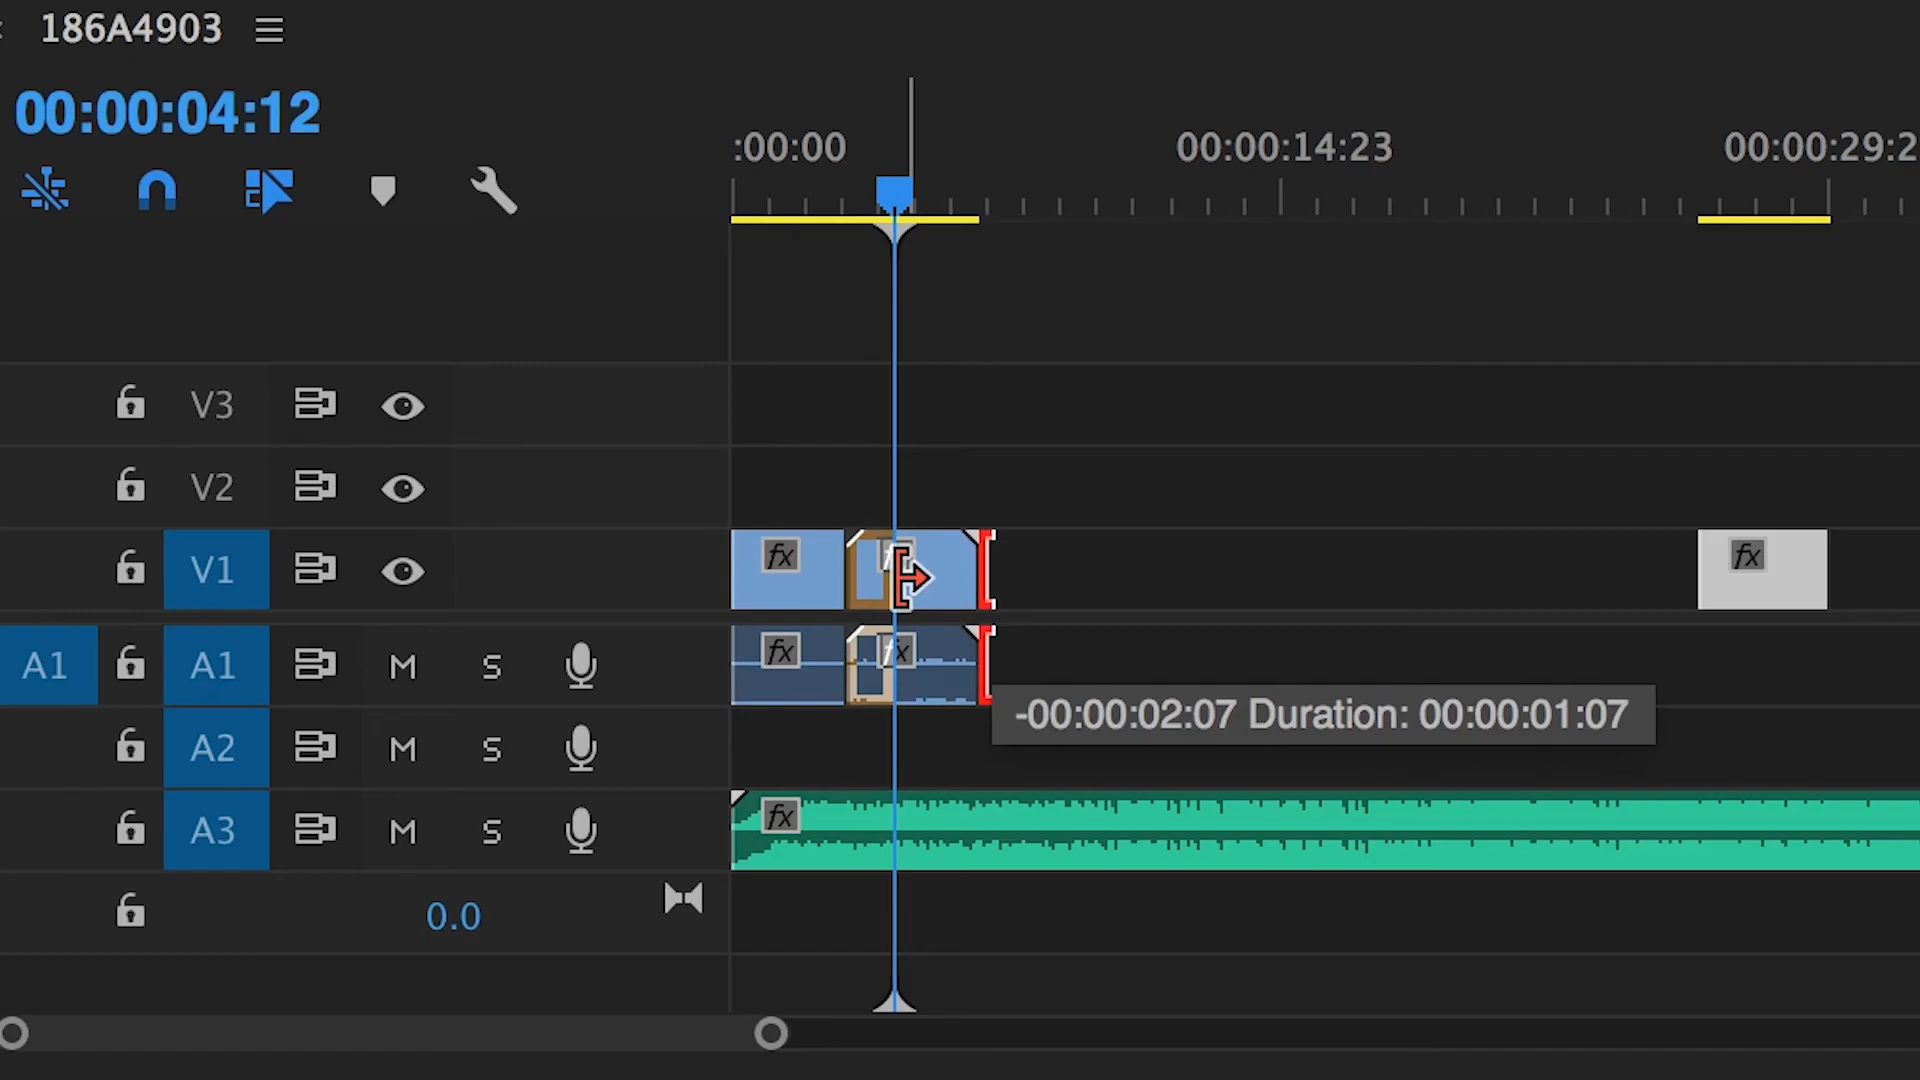 186A4903
00:00:04:12
:00:00 00:00:14:23 00:00:29:2
V3
V2
V1 fx fx fx
A1 A1 M S fx fx
-00:00:02:07 Duration: 00:00:01:07
A2 M S
A3 M S fx
0.0